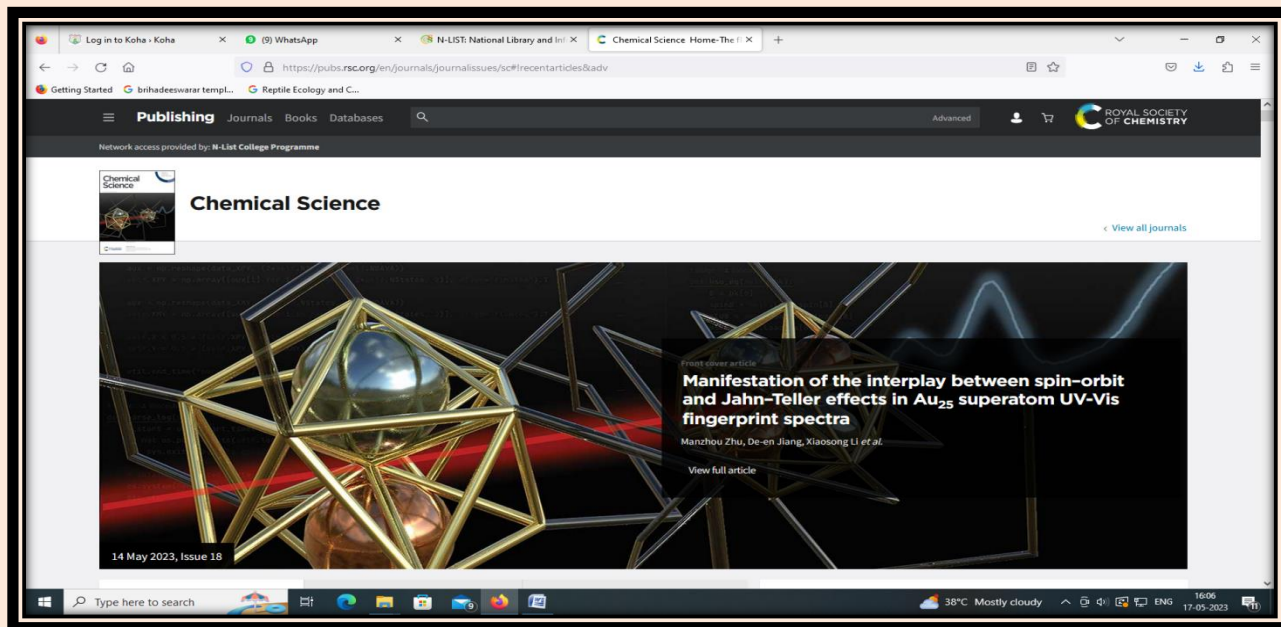 Log in to Koha › Koha
(9) WhatsApp
N-LIST: National Library and Inf
Chemical Science Home-The fl
https://pubs.rsc.org/en/journals/journalissues/sc#!recentarticles&adv
Getting Started
brihadeeswarar templ...
Reptile Ecology and C...
Publishing Journals Books Databases
Advanced
ROYAL SOCIETY
OF CHEMISTRY
Network access provided by: N-List College Programme
Chemical
Science
Chemical Science
‹ View all journals
Front cover article
Manifestation of the interplay between spin–orbit
and Jahn–Teller effects in Au25 superatom UV-Vis
fingerprint spectra
Manzhou Zhu, De-en Jiang, Xiaosong Li et al.
View full article
14 May 2023, Issue 18
Type here to search
38°C Mostly cloudy
ENG
16:06
17-05-2023